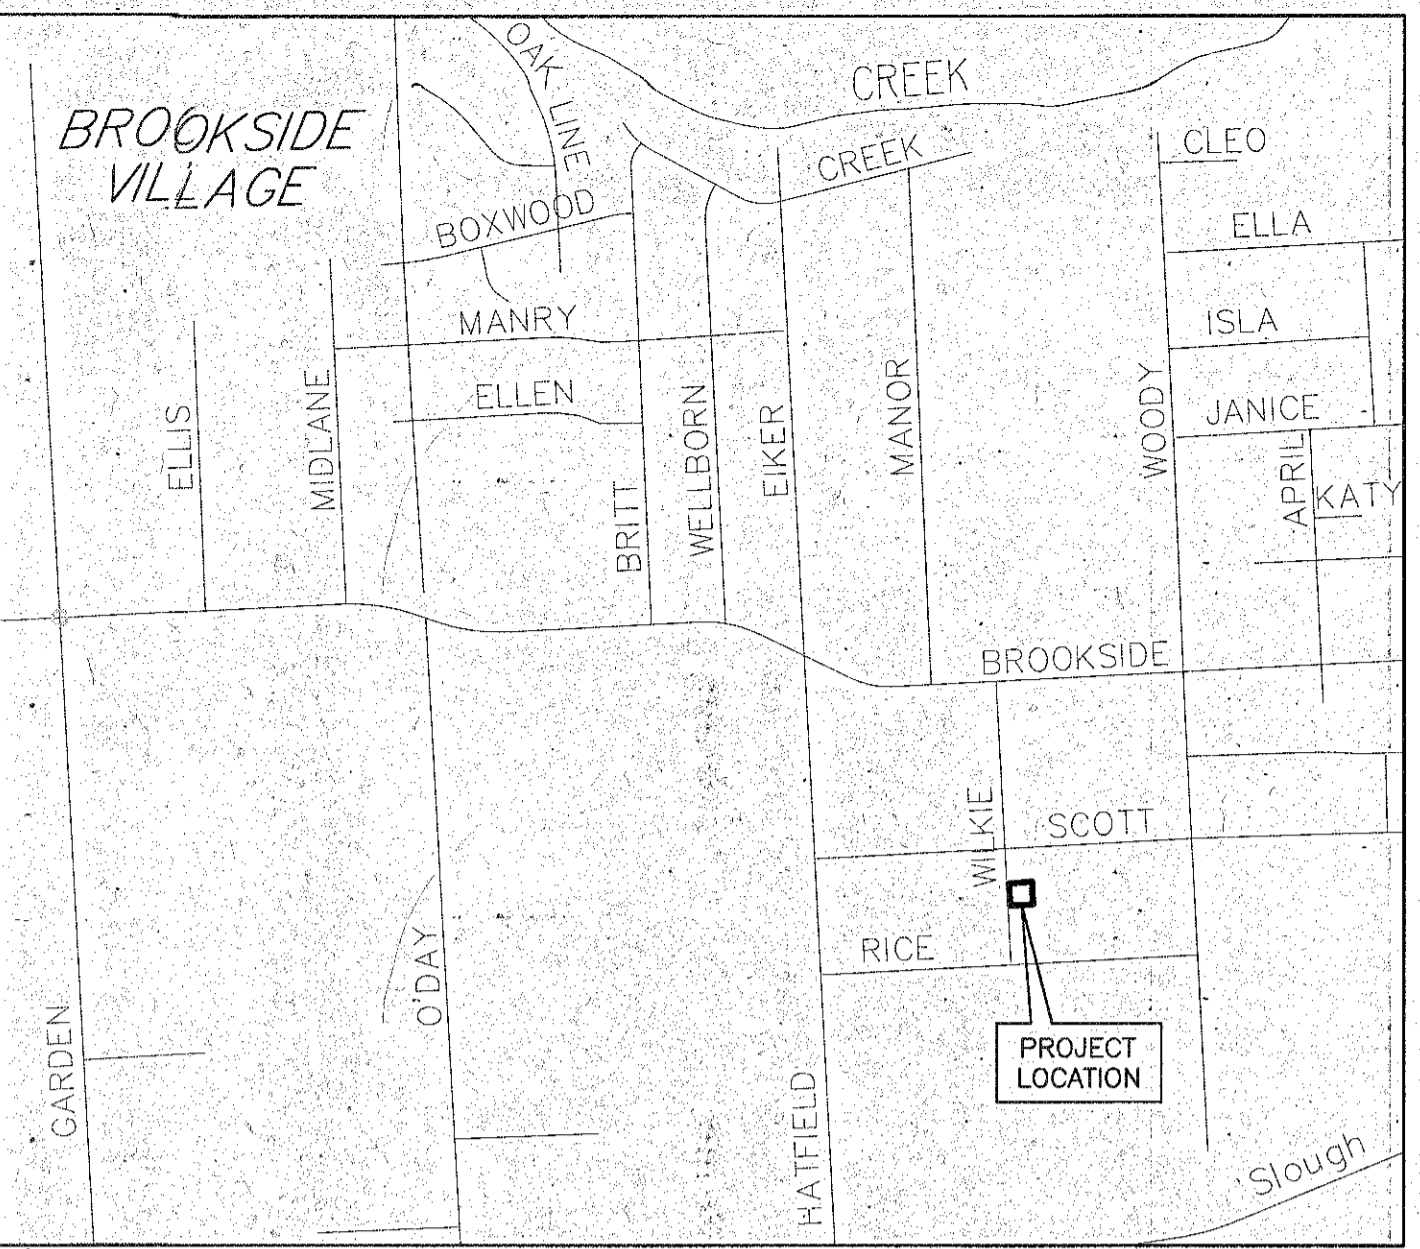 OAK LINE
CREEK
BROOKSIDE
VILLAGE
CREEK
CLEO
BOXWOOD
ELLA
MANRY
ISLA
ELLEN
JANICE
ELLIS
MIDLANE
WELLBORN
EIKER
MANOR
WOODY
APRIL
KATY
BRITT
BROOKSIDE
WILKIE
SCOTT
RICE
O'DAY
GARDEN
PROJECT
LOCATION
HATFIELD
Slough